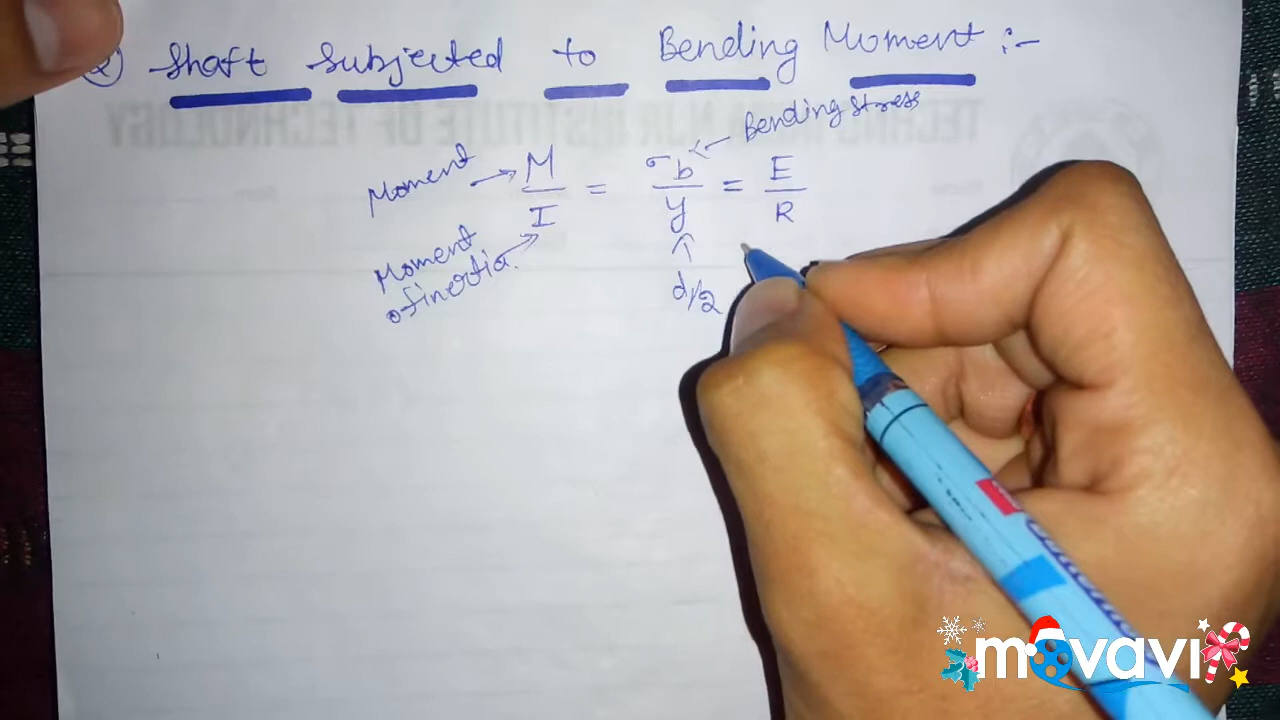 ② Shaft Subjected to Bending Moment :-
Bending stress
Moment → M/I = σb/y = E/R
Moment of inertia.
d/2
movavi